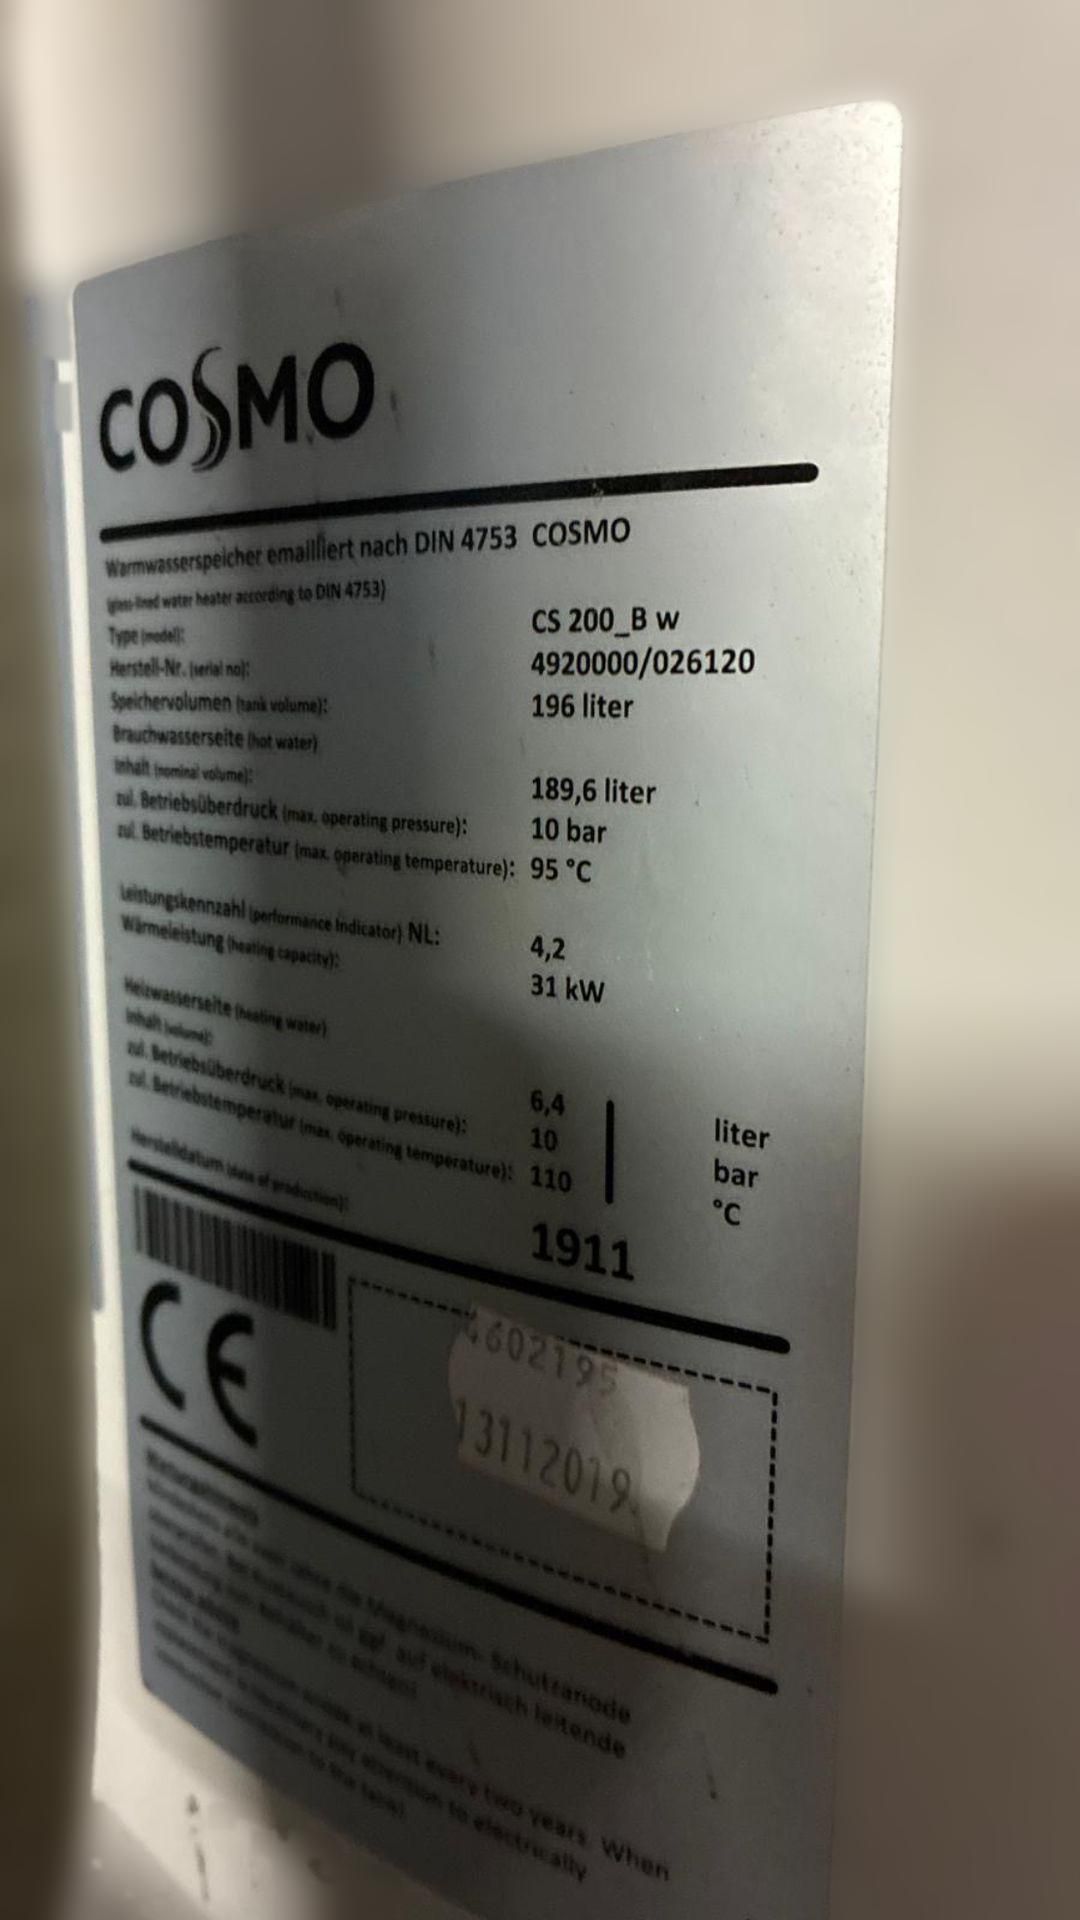 COSMO
Warmwasserspeicher emailliert nach DIN 4753 COSMO
(glass-lined water heater according to DIN 4753)
Type (model): CS 200_B w
Herstell-Nr. (serial no): 4920000/026120
Speichervolumen (tank volume): 196 liter
Brauchwasserseite (hot water)
Inhalt (nominal volume): 189,6 liter
zul. Betriebsüberdruck (max. operating pressure): 10 bar
zul. Betriebstemperatur (max. operating temperature): 95 °C
Leistungskennzahl (performance Indicator) NL: 4,2
Wärmeleistung (heating capacity): 31 kW
Heizwasserseite (heating water)
Inhalt (volume): 6,4 liter
zul. Betriebsüberdruck (max. operating pressure): 10 bar
zul. Betriebstemperatur (max. operating temperature): 110 °C
Herstelldatum (date of production): 1911
CE
4602195
13112019
Magnesium- Schutzanode
auf elektrisch leitende
at least every two years. When
attention to electrically